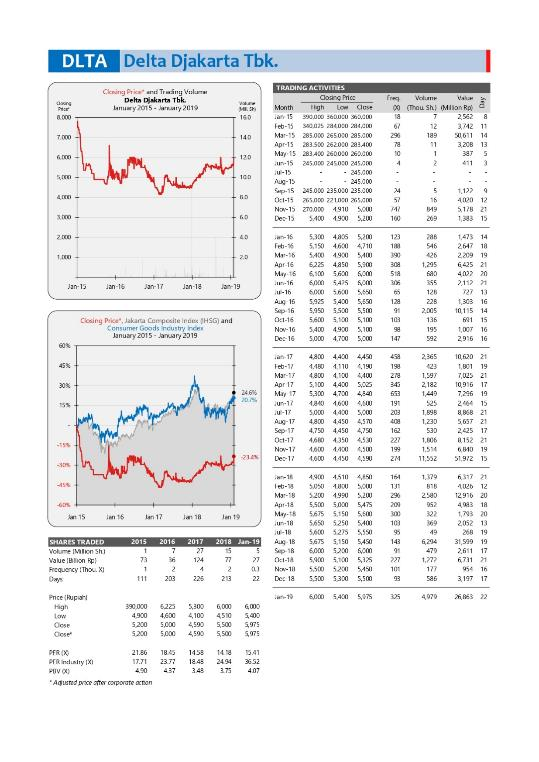 DLTA Delta Djakarta Tbk.
Closing Price* and Trading Volume
Delta Djakarta Tbk.
January 2015 - January 2019
Closing
Price*
Volume
(Mill. Sh)
8,000 16.0
7,000 14.0
6,000 12.0
5,000 10.0
4,000 8.0
3,000 6.0
2,000 4.0
1,000 2.0
Jan-15 Jan-16 Jan-17 Jan-18 Jan-19
Closing Price*, Jakarta Composite Index (IHSG) and
Consumer Goods Industry Index
January 2015 - January 2019
60%
45%
30%
24.6%
20.7%
15%
-
-15%
-23.4%
-30%
-45%
-60%
Jan 15 Jan 16 Jan 17 Jan 18 Jan 19
SHARES TRADED 2015 2016 2017 2018 Jan-19
Volume (Million Sh.) 1 7 27 15 5
Value (Billion Rp) 73 36 124 77 27
Frequency (Thou. X) 1 2 4 2 0.3
Days 111 203 226 213 22
Price (Rupiah)
High 390,000 6,225 5,300 6,000 6,000
Low 4,900 4,600 4,100 4,510 5,400
Close 5,200 5,000 4,590 5,500 5,975
Close* 5,200 5,000 4,590 5,500 5,975
PER (X) 21.86 18.45 14.58 14.18 15.41
PER Industry (X) 17.71 23.77 18.48 24.94 36.52
PBV (X) 4.90 4.37 3.48 3.75 4.07
* Adjusted price after corporate action
TRADING ACTIVITIES
Closing Price Freq. Volume Value Day
Month High Low Close (X) (Thou. Sh.) (Million Rp)
Jan-15 390,000 360,000 360,000 18 7 2,562 8
Feb-15 340,025 284,000 284,000 67 12 3,742 11
Mar-15 285,000 265,000 285,000 296 189 50,611 14
Apr-15 283,500 262,000 283,400 78 11 3,208 13
May-15 283,400 260,000 260,000 10 1 387 5
Jun-15 245,000 245,000 245,000 4 2 411 3
Jul-15 - - 245,000 - - - -
Aug-15 - - 245,000 - - - -
Sep-15 245,000 235,000 235,000 24 5 1,122 9
Oct-15 265,000 221,000 265,000 57 16 4,020 12
Nov-15 270,000 4,910 5,000 747 849 5,178 21
Dec-15 5,400 4,900 5,200 160 269 1,383 15
Jan-16 5,300 4,805 5,200 123 288 1,473 14
Feb-16 5,150 4,600 4,710 188 546 2,647 18
Mar-16 5,400 4,900 5,400 390 426 2,209 19
Apr-16 6,225 4,850 5,900 308 1,295 6,425 21
May-16 6,100 5,600 6,000 518 680 4,022 20
Jun-16 6,000 5,425 6,000 306 355 2,112 21
Jul-16 6,000 5,600 5,650 65 128 727 13
Aug-16 5,925 5,400 5,650 128 228 1,303 16
Sep-16 5,950 5,500 5,500 91 2,005 10,115 14
Oct-16 5,600 5,100 5,100 103 136 691 15
Nov-16 5,400 4,900 5,100 98 195 1,007 16
Dec-16 5,000 4,700 5,000 147 592 2,916 16
Jan-17 4,800 4,400 4,450 458 2,365 10,620 21
Feb-17 4,480 4,110 4,190 198 423 1,801 19
Mar-17 4,800 4,100 4,400 278 1,597 1,025 21
Apr-17 5,100 4,400 5,025 345 2,182 10,916 17
May-17 5,300 4,700 4,840 653 1,449 7,296 19
Jun-17 4,840 4,600 4,600 191 525 2,464 15
Jul-17 5,000 4,400 5,000 203 1,898 8,868 21
Aug-17 4,800 4,450 4,570 408 1,230 5,657 21
Sep-17 4,750 4,450 4,750 162 530 2,425 17
Oct-17 4,680 4,350 4,530 227 1,806 8,152 21
Nov-17 4,600 4,400 4,500 199 1,514 6,840 19
Dec-17 4,600 4,450 4,590 274 11,552 51,972 15
Jan-18 4,900 4,510 4,850 164 1,379 6,317 21
Feb-18 5,050 4,800 5,000 131 818 4,026 12
Mar-18 5,200 4,990 5,200 296 2,580 12,916 20
Apr-18 5,500 5,000 5,475 209 952 4,983 18
May-18 5,675 5,150 5,600 300 322 1,793 20
Jun-18 5,650 5,250 5,400 103 369 2,052 13
Jul-18 5,600 5,275 5,550 95 49 268 19
Aug-18 5,675 5,150 5,450 143 6,294 31,599 19
Sep-18 6,000 5,200 6,000 91 479 2,611 17
Oct-18 5,900 5,100 5,325 227 1,272 6,731 21
Nov-18 5,500 5,200 5,450 101 177 954 16
Dec-18 5,500 5,300 5,500 93 586 3,197 17
Jan-19 6,000 5,400 5,975 325 4,979 26,863 22